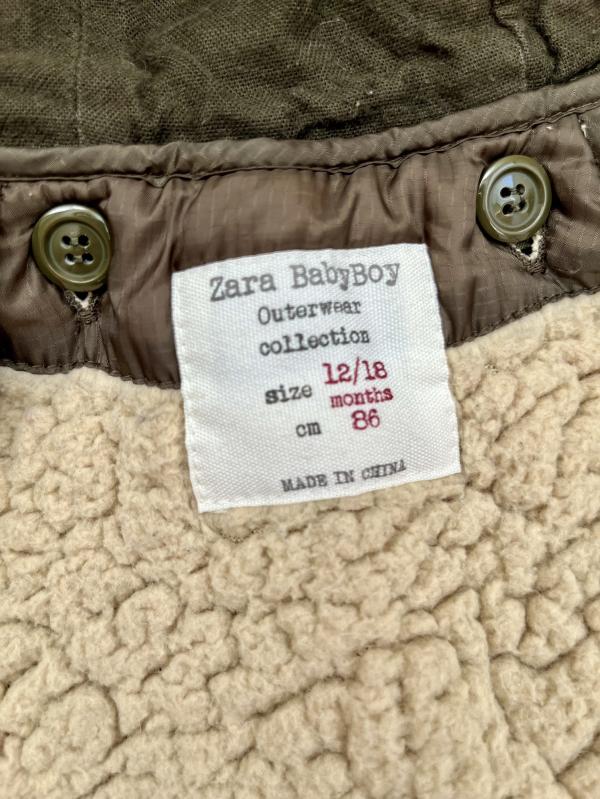 Zara BabyBoy
Outerwear
collection
size 12/18
months
cm 86
MADE IN CHINA